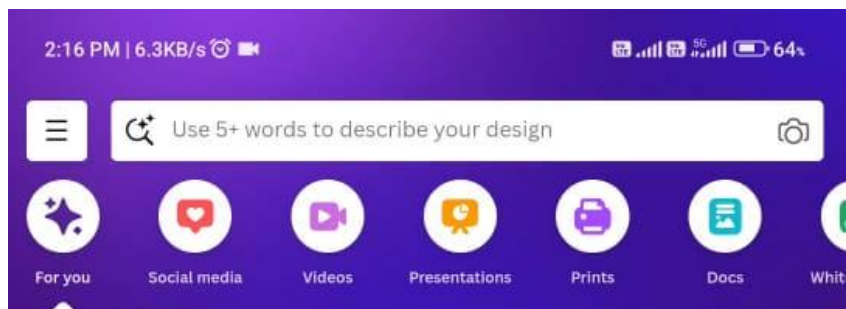 2:16 PM | 6.3KB/s 64%
Use 5+ words to describe your design
For you Social media Videos Presentations Prints Docs Whit